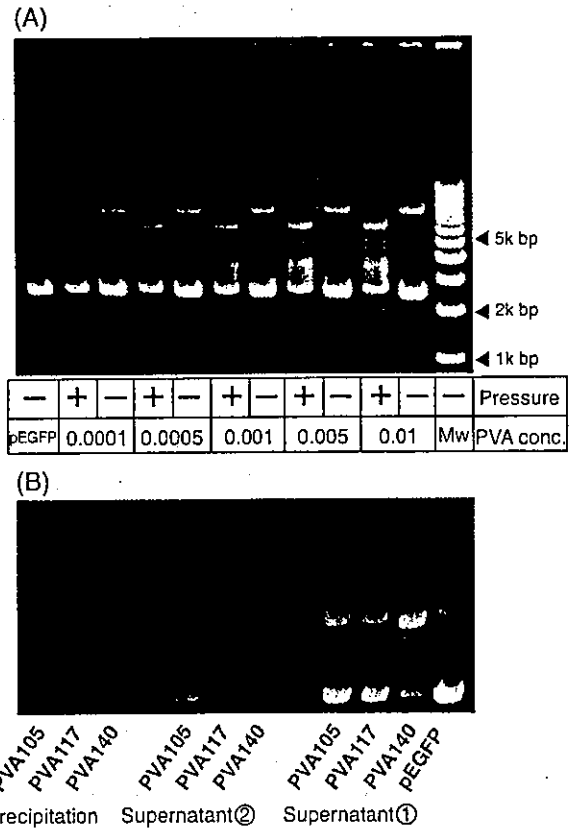 (A)
◀ 5k bp
◀ 2k bp
◀ 1k bp
− + − + − + − + − + − − Pressure
pEGFP 0.0001 0.0005 0.001 0.005 0.01 Mw PVA conc.
(B)
PVA105 PVA117 PVA140 PVA105 PVA117 PVA140 PVA105 PVA117 PVA140 pEGFP
recipitation Supernatant② Supernatant①